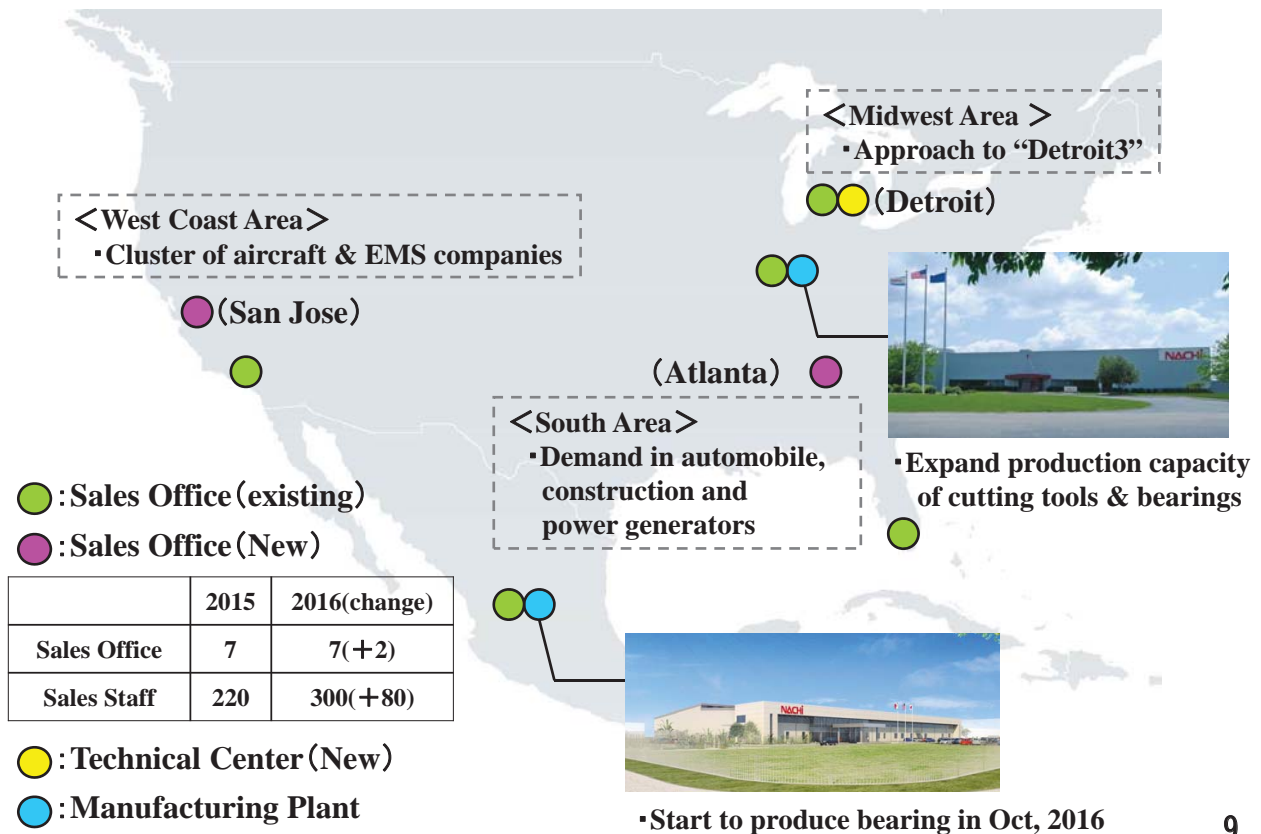 ＜Midwest Area ＞
・Approach to “Detroit3”
（Detroit）
＜West Coast Area＞
・Cluster of aircraft & EMS companies
（San Jose）
NACHi
（Atlanta）
＜South Area＞
・Demand in automobile,
construction and
power generators
・Expand production capacity
of cutting tools & bearings
：Sales Office（existing）
：Sales Office（New）
2015 2016(change)
Sales Office 7 7(＋2)
Sales Staff 220 300(＋80)
NACHi
：Technical Center（New）
：Manufacturing Plant
・Start to produce bearing in Oct, 2016
9